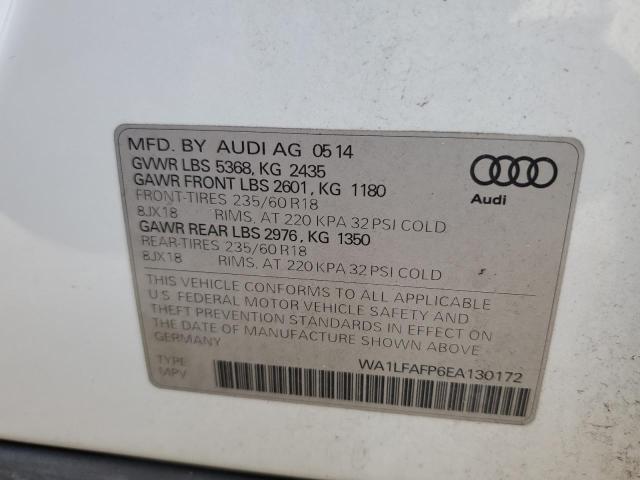 MFD. BY AUDI AG 05 14
GVWR LBS 5368, KG 2435
GAWR FRONT LBS 2601, KG 1180
FRONT-TIRES 235/60 R18
8JX18 RIMS, AT 220 KPA 32 PSI COLD
GAWR REAR LBS 2976, KG 1350
REAR-TIRES 235/60 R18
8JX18 RIMS, AT 220 KPA 32 PSI COLD
THIS VEHICLE CONFORMS TO ALL APPLICABLE
U.S. FEDERAL MOTOR VEHICLE SAFETY AND
THEFT PREVENTION STANDARDS IN EFFECT ON
THE DATE OF MANUFACTURE SHOWN ABOVE
GERMANY
TYPE
MPV
WA1LFAFP6EA130172
Audi